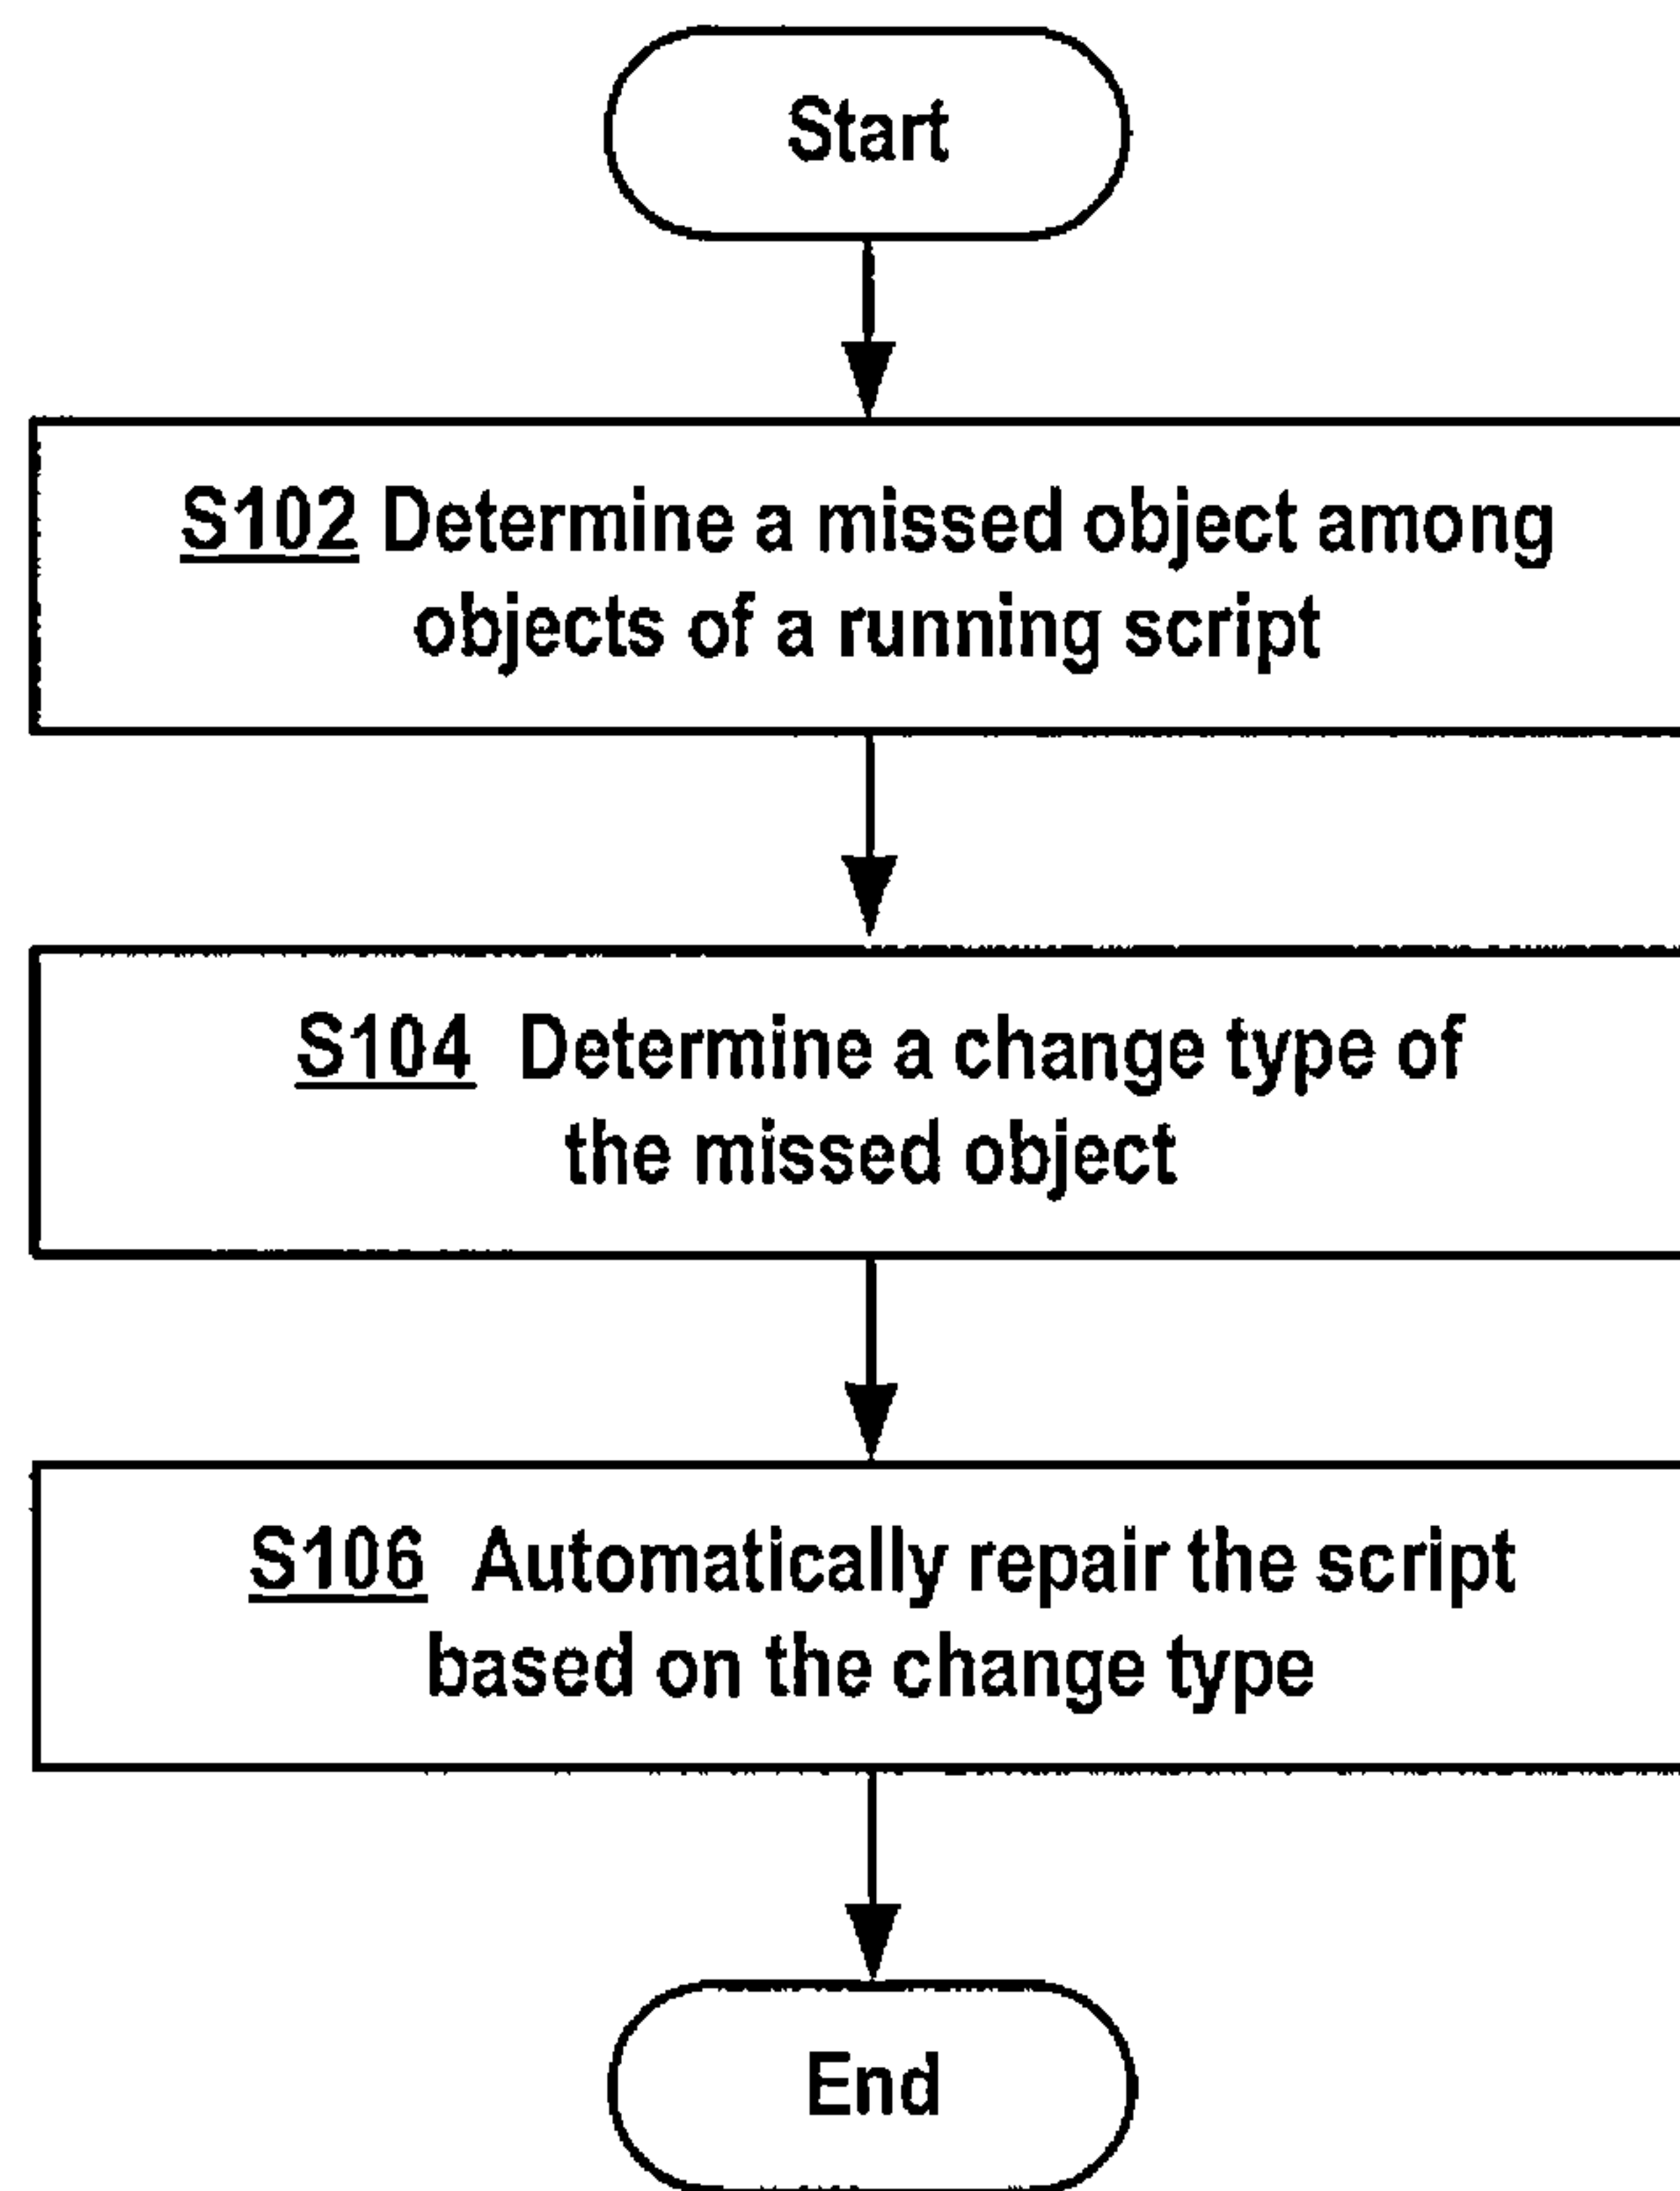 Start
S102 Determine a missed object among
objects of a running script
S104 Determine a change type of
the missed object
S106 Automatically repair the script
based on the change type
End